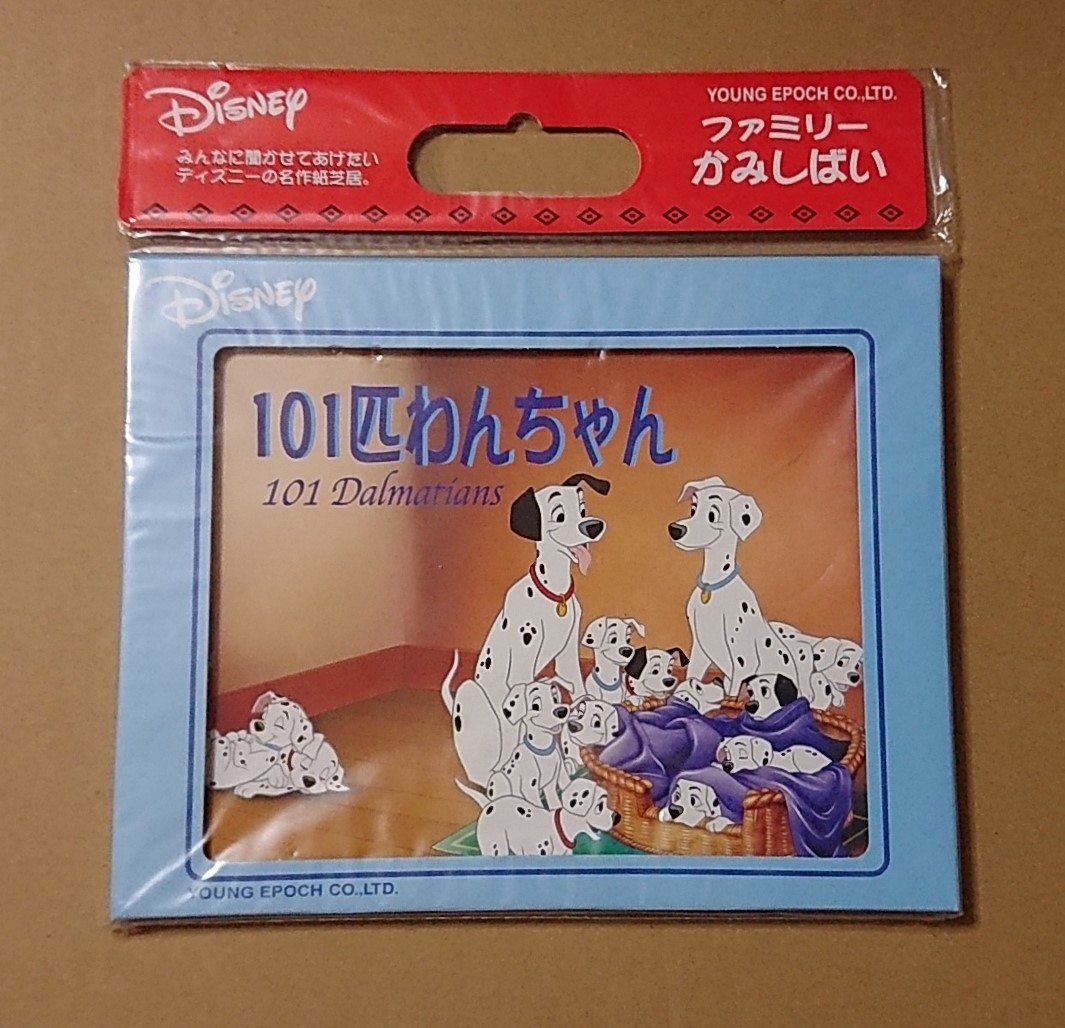 Disney
みんなに聞かせてあげたい
ディズニーの名作紙芝居。
YOUNG EPOCH CO.,LTD.
ファミリー
かみしばい
Disney
101匹わんちゃん
101 Dalmatians
YOUNG EPOCH CO.,LTD.